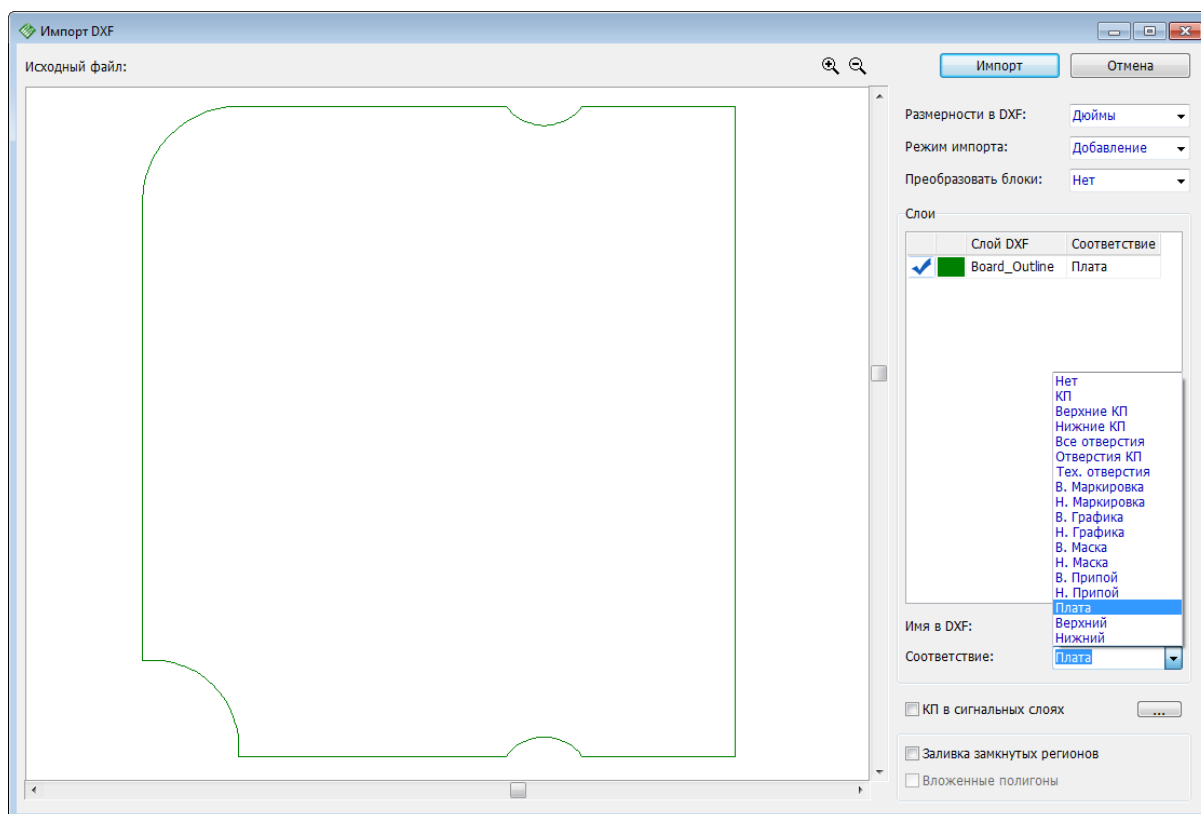 Импорт DXF
Исходный файл:
Импорт
Отмена
Размерности в DXF:
Дюймы
Режим импорта:
Добавление
Преобразовать блоки:
Нет
Слои
Слой DXF
Соответствие
Board_Outline
Плата
Нет
КП
Верхние КП
Нижние КП
Все отверстия
Отверстия КП
Тех. отверстия
В. Маркировка
Н. Маркировка
В. Графика
Н. Графика
В. Маска
Н. Маска
В. Припой
Н. Припой
Плата
Верхний
Нижний
Имя в DXF:
Соответствие:
Плата
КП в сигнальных слоях
...
Заливка замкнутых регионов
Вложенные полигоны